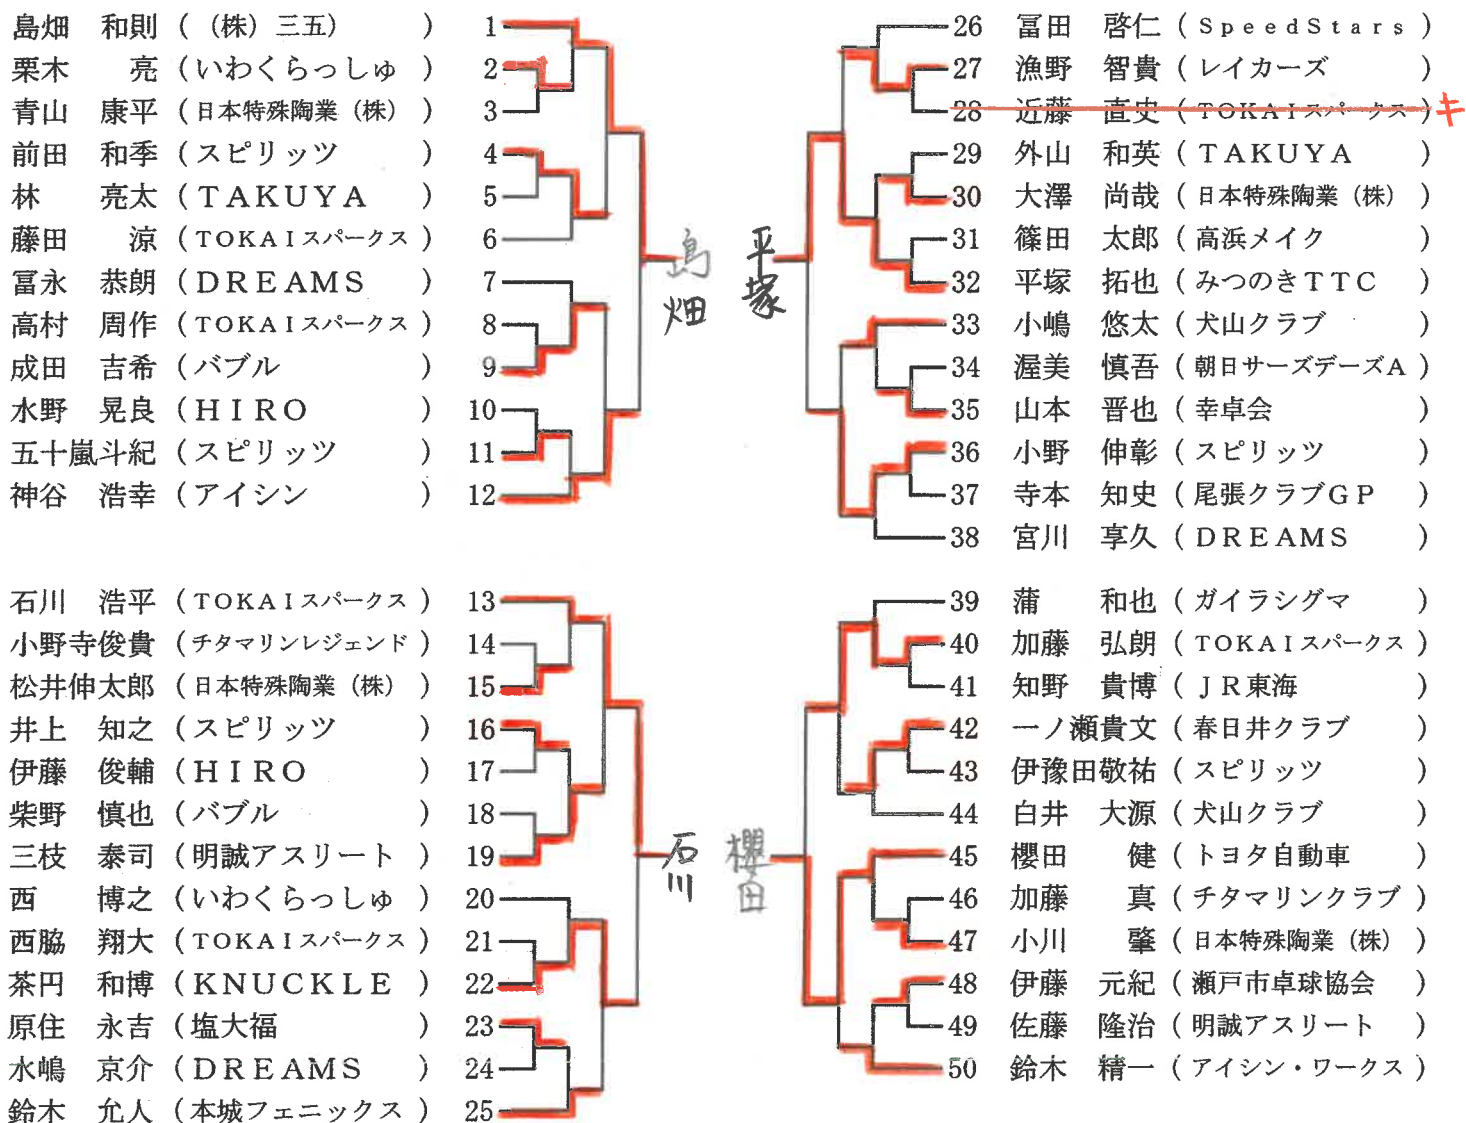 島畑 和則 ( (株) 三五 ) 1
栗木 亮 (いわくらっしゅ ) 2
青山 康平 (日本特殊陶業 (株) ) 3
前田 和季 (スピリッツ ) 4
林 亮太 (TAKUYA ) 5
藤田 涼 (TOKAIスパークス ) 6
冨永 恭朗 (DREAMS ) 7
高村 周作 (TOKAIスパークス ) 8
成田 吉希 (バブル ) 9
水野 晃良 (HIRO ) 10
五十嵐斗紀 (スピリッツ ) 11
神谷 浩幸 (アイシン ) 12
島畑
石川 浩平 (TOKAIスパークス ) 13
小野寺俊貴 (チタマリンレジェンド ) 14
松井伸太郎 (日本特殊陶業 (株) ) 15
井上 知之 (スピリッツ ) 16
伊藤 俊輔 (HIRO ) 17
柴野 慎也 (バブル ) 18
三枝 泰司 (明誠アスリート ) 19
西 博之 (いわくらっしゅ ) 20
西脇 翔大 (TOKAIスパークス ) 21
茶円 和博 (KNUCKLE ) 22
原住 永吉 (塩大福 ) 23
水嶋 京介 (DREAMS ) 24
鈴木 允人 (本城フェニックス ) 25
石川
26 冨田 啓仁 (SpeedStars )
27 漁野 智貴 (レイカーズ )
28 近藤 直史 (TOKAIスパークス ) キ
29 外山 和英 (TAKUYA )
30 大澤 尚哉 (日本特殊陶業 (株) )
31 篠田 太郎 (高浜メイク )
32 平塚 拓也 (みつのきTTC )
33 小嶋 悠太 (犬山クラブ )
34 渥美 慎吾 (朝日サーズデーズA )
35 山本 晋也 (幸卓会 )
36 小野 伸彰 (スピリッツ )
37 寺本 知史 (尾張クラブGP )
38 宮川 享久 (DREAMS )
平塚
39 蒲 和也 (ガイラシグマ )
40 加藤 弘朗 (TOKAIスパークス )
41 知野 貴博 (JR東海 )
42 一ノ瀬貴文 (春日井クラブ )
43 伊豫田敬祐 (スピリッツ )
44 白井 大源 (犬山クラブ )
45 櫻田 健 (トヨタ自動車 )
46 加藤 真 (チタマリンクラブ )
47 小川 肇 (日本特殊陶業 (株) )
48 伊藤 元紀 (瀬戸市卓球協会 )
49 佐藤 隆治 (明誠アスリート )
50 鈴木 精一 (アイシン・ワークス )
櫻田